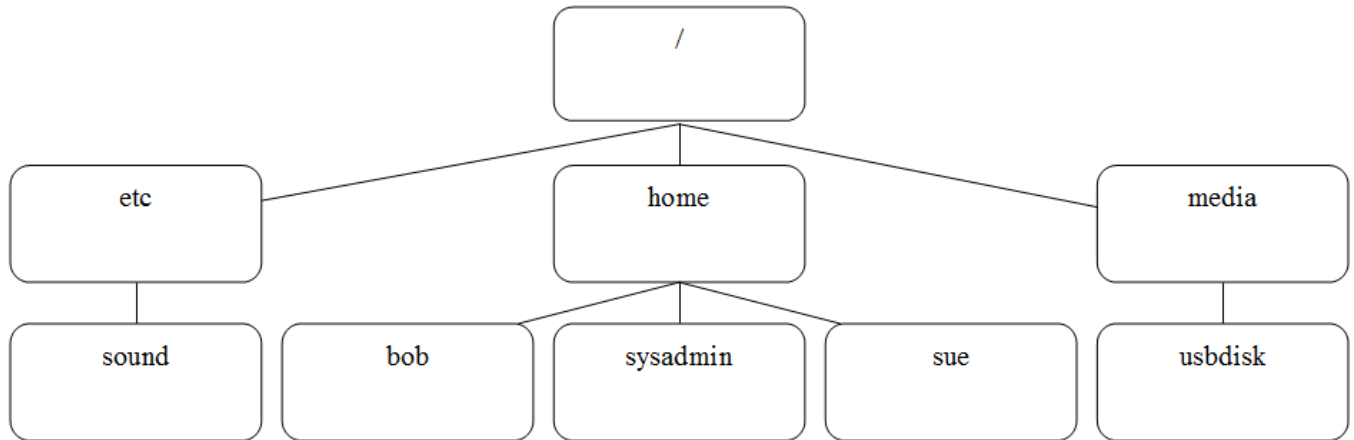 /
etc
home
media
sound
bob
sysadmin
sue
usbdisk